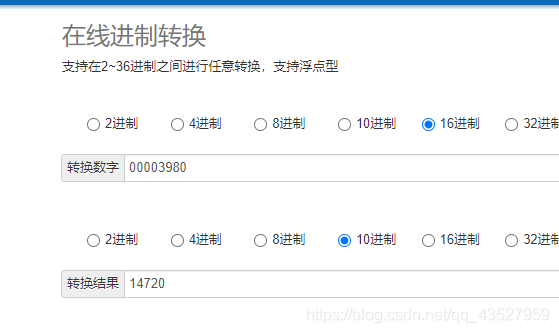 在线进制转换
支持在2~36进制之间进行任意转换，支持浮点型
2进制 4进制 8进制 10进制 16进制 32进制
转换数字 00003980
2进制 4进制 8进制 10进制 16进制 32进制
转换结果 14720
https://blog.csdn.net/qq_43527959